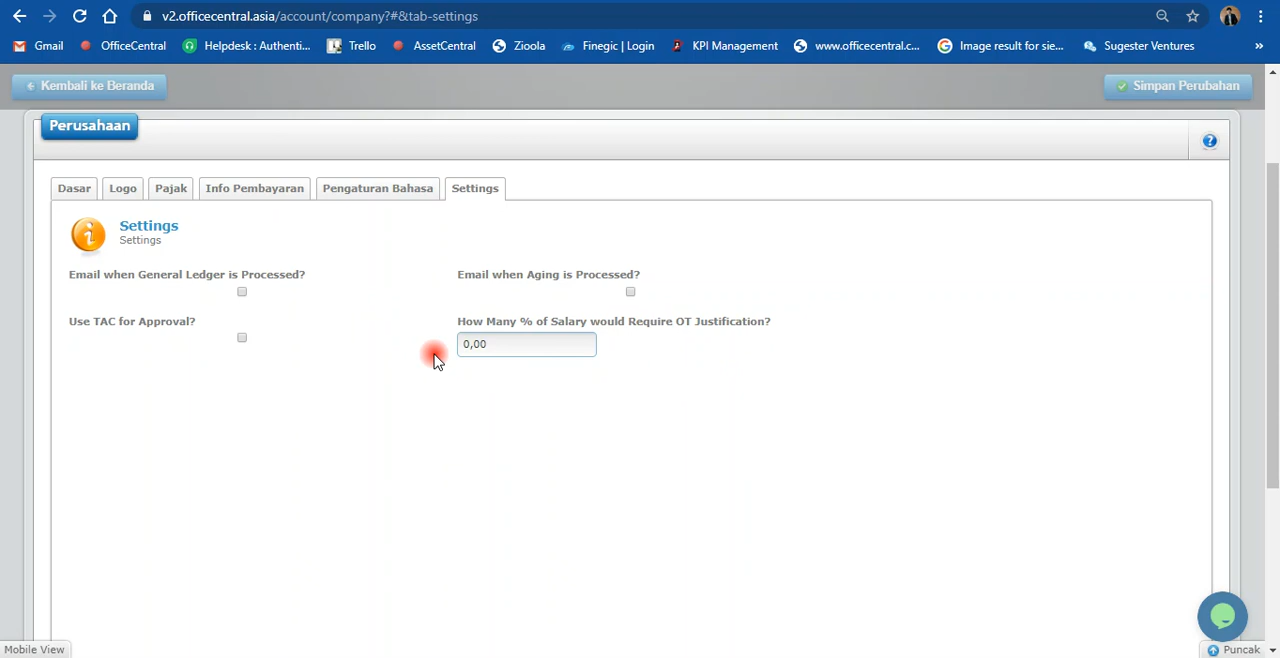 v2.officecentral.asia/account/company?#&tab-settings
Gmail OfficeCentral Helpdesk : Authenti... Trello AssetCentral Zioola Finegic | Login KPI Management www.officecentral.c... Image result for sie... Sugester Ventures »
Kembali ke Beranda Simpan Perubahan
Perusahaan
?
Dasar Logo Pajak Info Pembayaran Pengaturan Bahasa Settings
Settings
Settings
Email when General Ledger is Processed? Email when Aging is Processed?
Use TAC for Approval? How Many % of Salary would Require OT Justification?
0,00
Mobile View Puncak